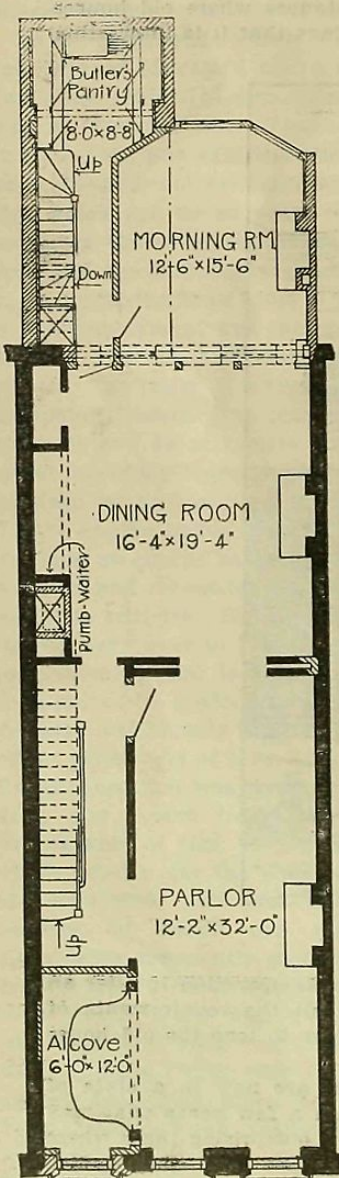 Butler's
Pantry
8'-0"×8'-8"
Up
MORNING RM
12'-6"×15'-6"
Down
DINING ROOM
16'-4"×19'-4"
Dumb-Waiter
PARLOR
12'-2"×32'-0"
Up
Alcove
6'-0"×12'-0"